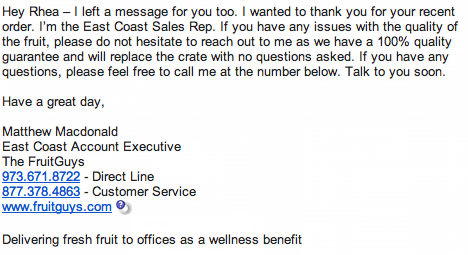 Hey Rhea – I left a message for you too. I wanted to thank you for your recent
order. I'm the East Coast Sales Rep. If you have any issues with the quality of
the fruit, please do not hesitate to reach out to me as we have a 100% quality
guarantee and will replace the crate with no questions asked. If you have any
questions, please feel free to call me at the number below. Talk to you soon.
Have a great day,
Matthew Macdonald
East Coast Account Executive
The FruitGuys
973.671.8722 - Direct Line
877.378.4863 - Customer Service
www.fruitguys.com
Delivering fresh fruit to offices as a wellness benefit